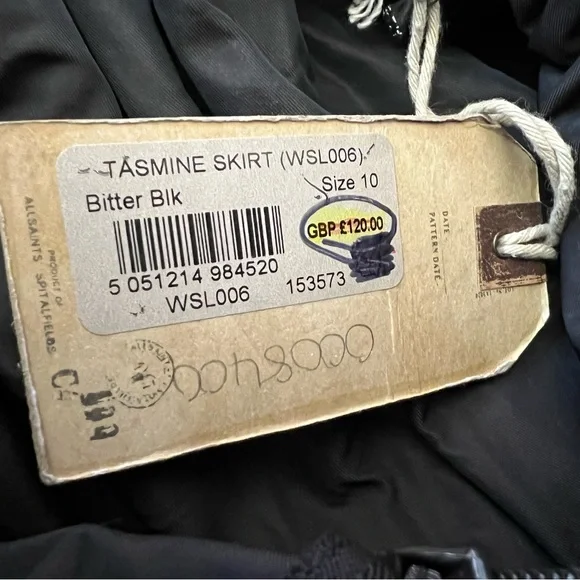 TASMINE SKIRT (WSL006)
Bitter Blk
Size 10
GBP £120.00
5 051214 984520
WSL006
153573
PRODUCT OF
ALLSAINTS SPITALFIELDS
DATE
PATTERN DATE
0008400